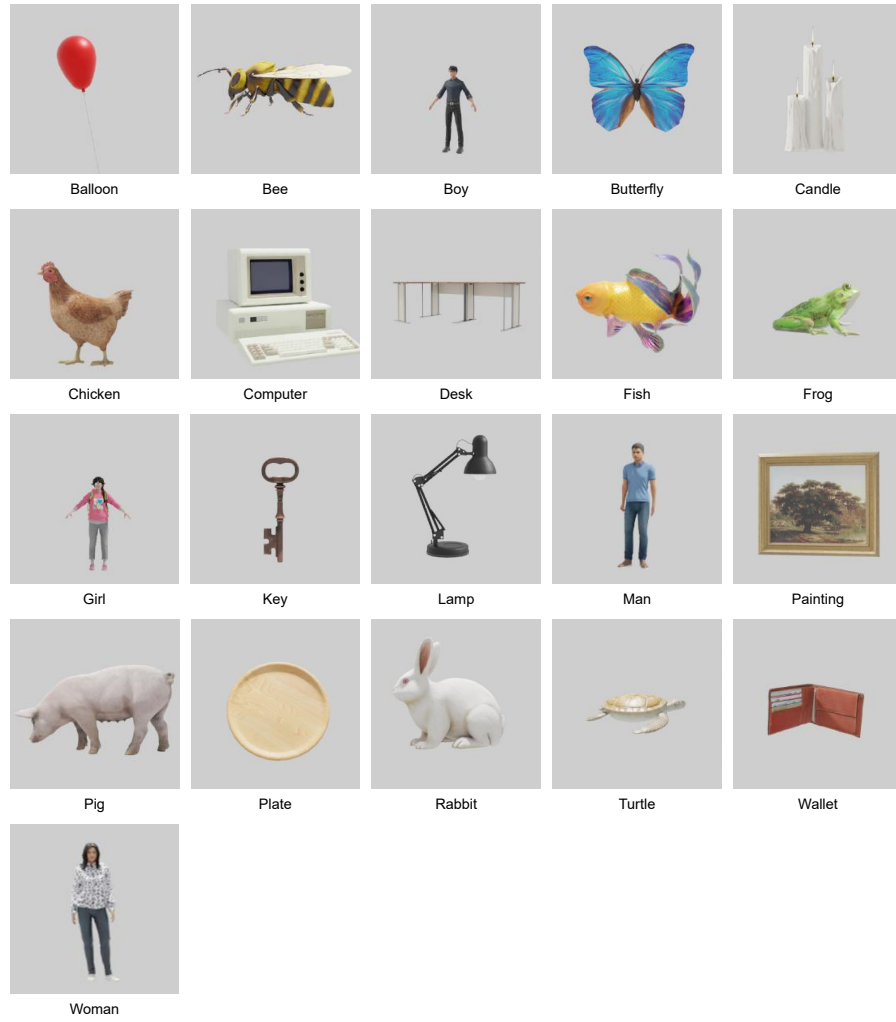 Balloon Bee Boy Butterfly Candle
Chicken Computer Desk Fish Frog
Girl Key Lamp Man Painting
Pig Plate Rabbit Turtle Wallet
Woman